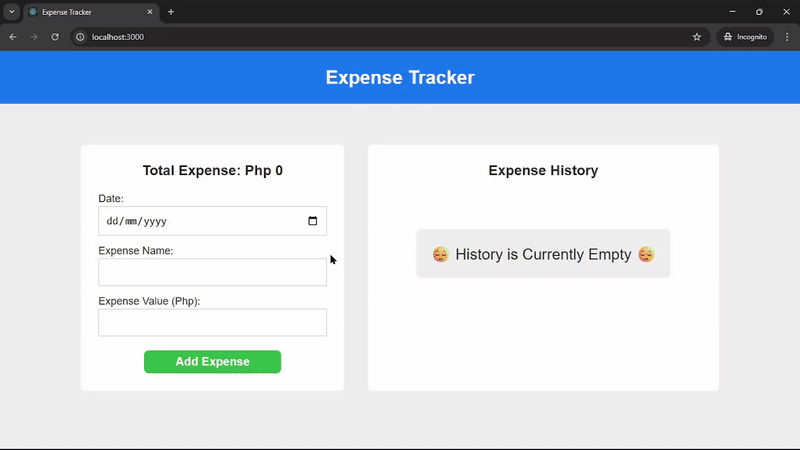 Expense Tracker
localhost:3000
Incognito
Expense Tracker
Total Expense: Php 0
Date:
dd/mm/yyyy
Expense Name:
Expense Value (Php):
Add Expense
Expense History
😌 History is Currently Empty 😌